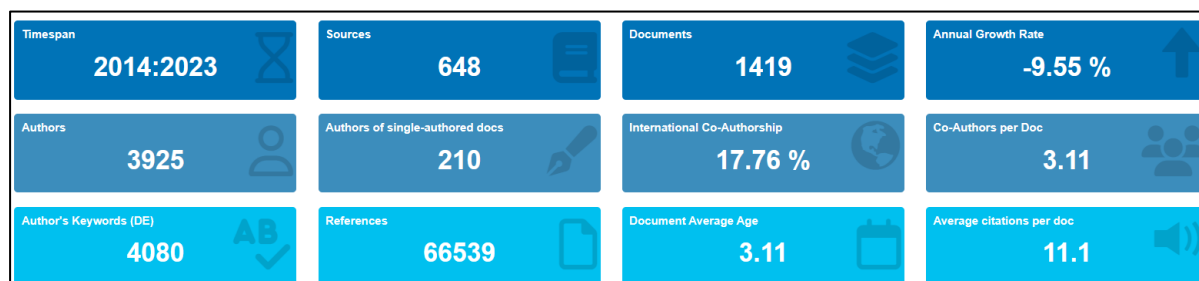 Timespan
2014:2023
Sources
648
Documents
1419
Annual Growth Rate
-9.55 %
Authors
3925
Authors of single-authored docs
210
International Co-Authorship
17.76 %
Co-Authors per Doc
3.11
Author's Keywords (DE)
4080
AB
References
66539
Document Average Age
3.11
Average citations per doc
11.1